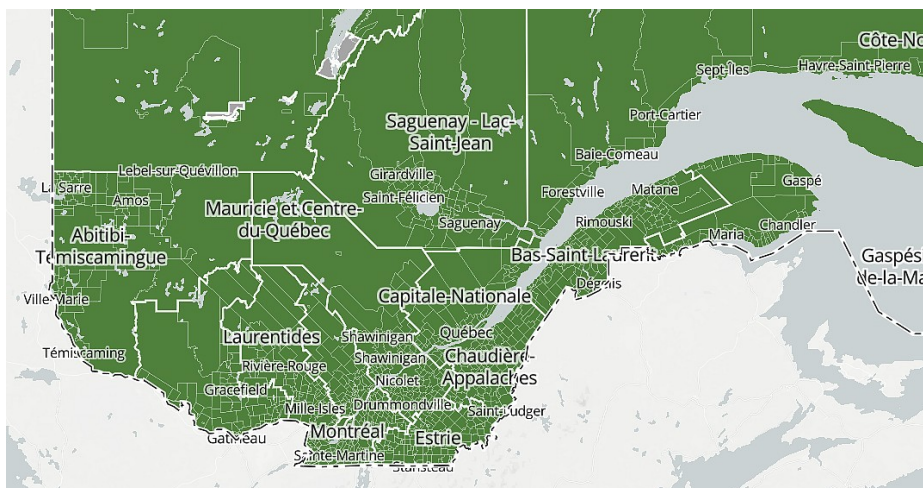 Côte-No
Sept-Îles
Havre-Saint-Pierre
Port-Cartier
Saguenay - Lac-
Saint-Jean
Baie-Comeau
Lebel-sur-Quévillon
Girardville
La Sarre
Amos
Saint-Félicien
Forestville
Matane
Gaspé
Mauricie et Centre-
du-Québec
Saguenay
Rimouski
Chandler
Maria
Abitibi-
Témiscamingue
Bas-Saint-Laurent
Gaspés
de-la-Ma
Dégelis
Ville-Marie
Capitale-Nationale
Québec
Laurentides
Shawinigan
Témiscaming
Shawinigan
Chaudière-
Appalaches
Rivière-Rouge
Nicolet
Gracefield
Mille-Isles
Drummondville
Saint-Ludger
Montréal
Estrie
Gatineau
Sainte-Martine
Stanstead